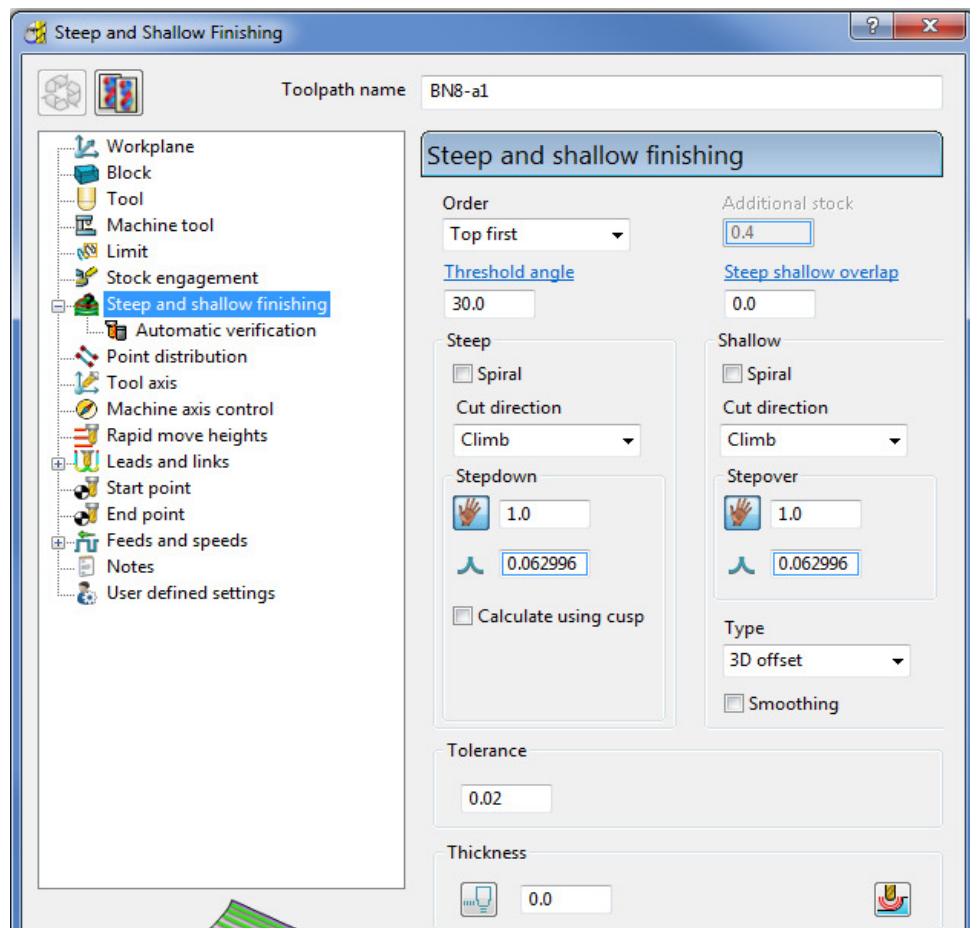 Steep and Shallow Finishing
?
Toolpath name BN8-a1
Workplane
Block
Tool
Machine tool
Limit
Stock engagement
Steep and shallow finishing
Automatic verification
Point distribution
Tool axis
Machine axis control
Rapid move heights
Leads and links
Start point
End point
Feeds and speeds
Notes
User defined settings
Steep and shallow finishing
Order Additional stock
Top first 0.4
Threshold angle Steep shallow overlap
30.0 0.0
Steep
Spiral
Cut direction
Climb
Stepdown
1.0
0.062996
Calculate using cusp
Shallow
Spiral
Cut direction
Climb
Stepover
1.0
0.062996
Type
3D offset
Smoothing
Tolerance
0.02
Thickness
0.0